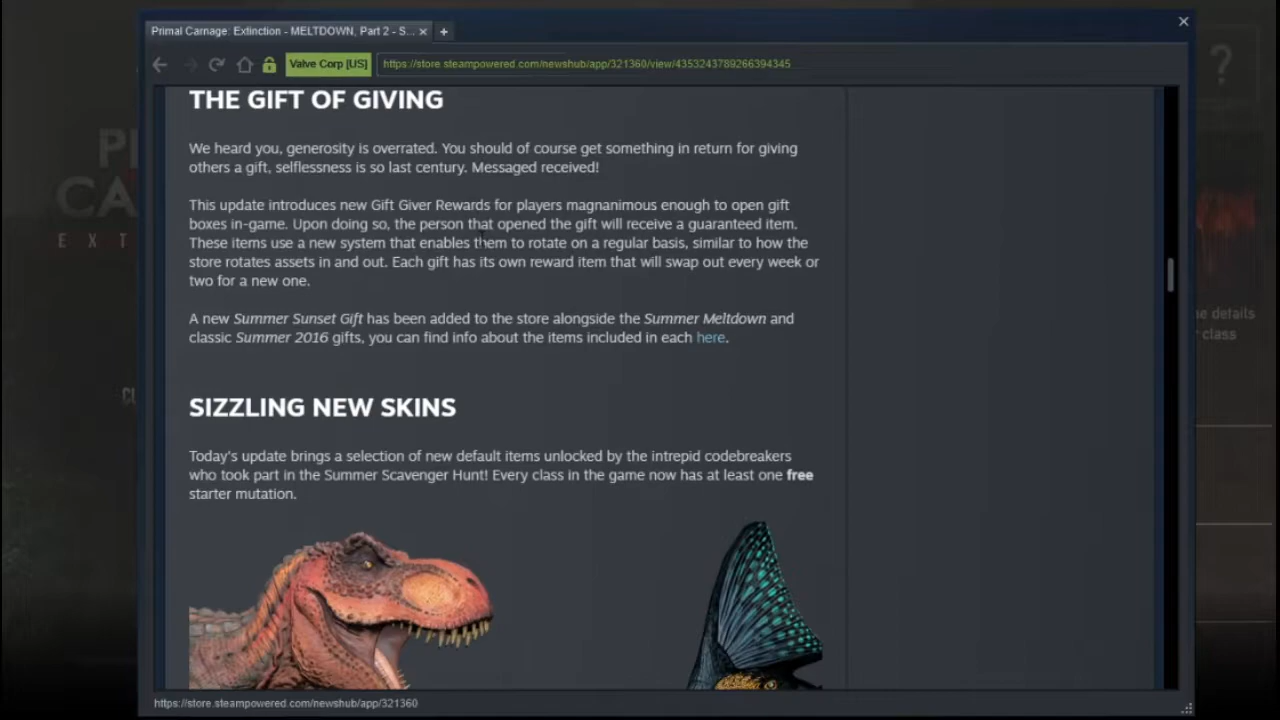 Primal Carnage: Extinction - MELTDOWN, Part 2 - S...
Valve Corp [US]
https://store.steampowered.com/newshub/app/321360/view/4353243789266394345
THE GIFT OF GIVING
We heard you, generosity is overrated. You should of course get something in return for giving
others a gift, selflessness is so last century. Messaged received!
This update introduces new Gift Giver Rewards for players magnanimous enough to open gift
boxes in-game. Upon doing so, the person that opened the gift will receive a guaranteed item.
These items use a new system that enables them to rotate on a regular basis, similar to how the
store rotates assets in and out. Each gift has its own reward item that will swap out every week or
two for a new one.
A new Summer Sunset Gift has been added to the store alongside the Summer Meltdown and
classic Summer 2016 gifts, you can find info about the items included in each here.
SIZZLING NEW SKINS
Today's update brings a selection of new default items unlocked by the intrepid codebreakers
who took part in the Summer Scavenger Hunt! Every class in the game now has at least one free
starter mutation.
https://store.steampowered.com/newshub/app/321360
P
CA
E X T
CL
?
details
class